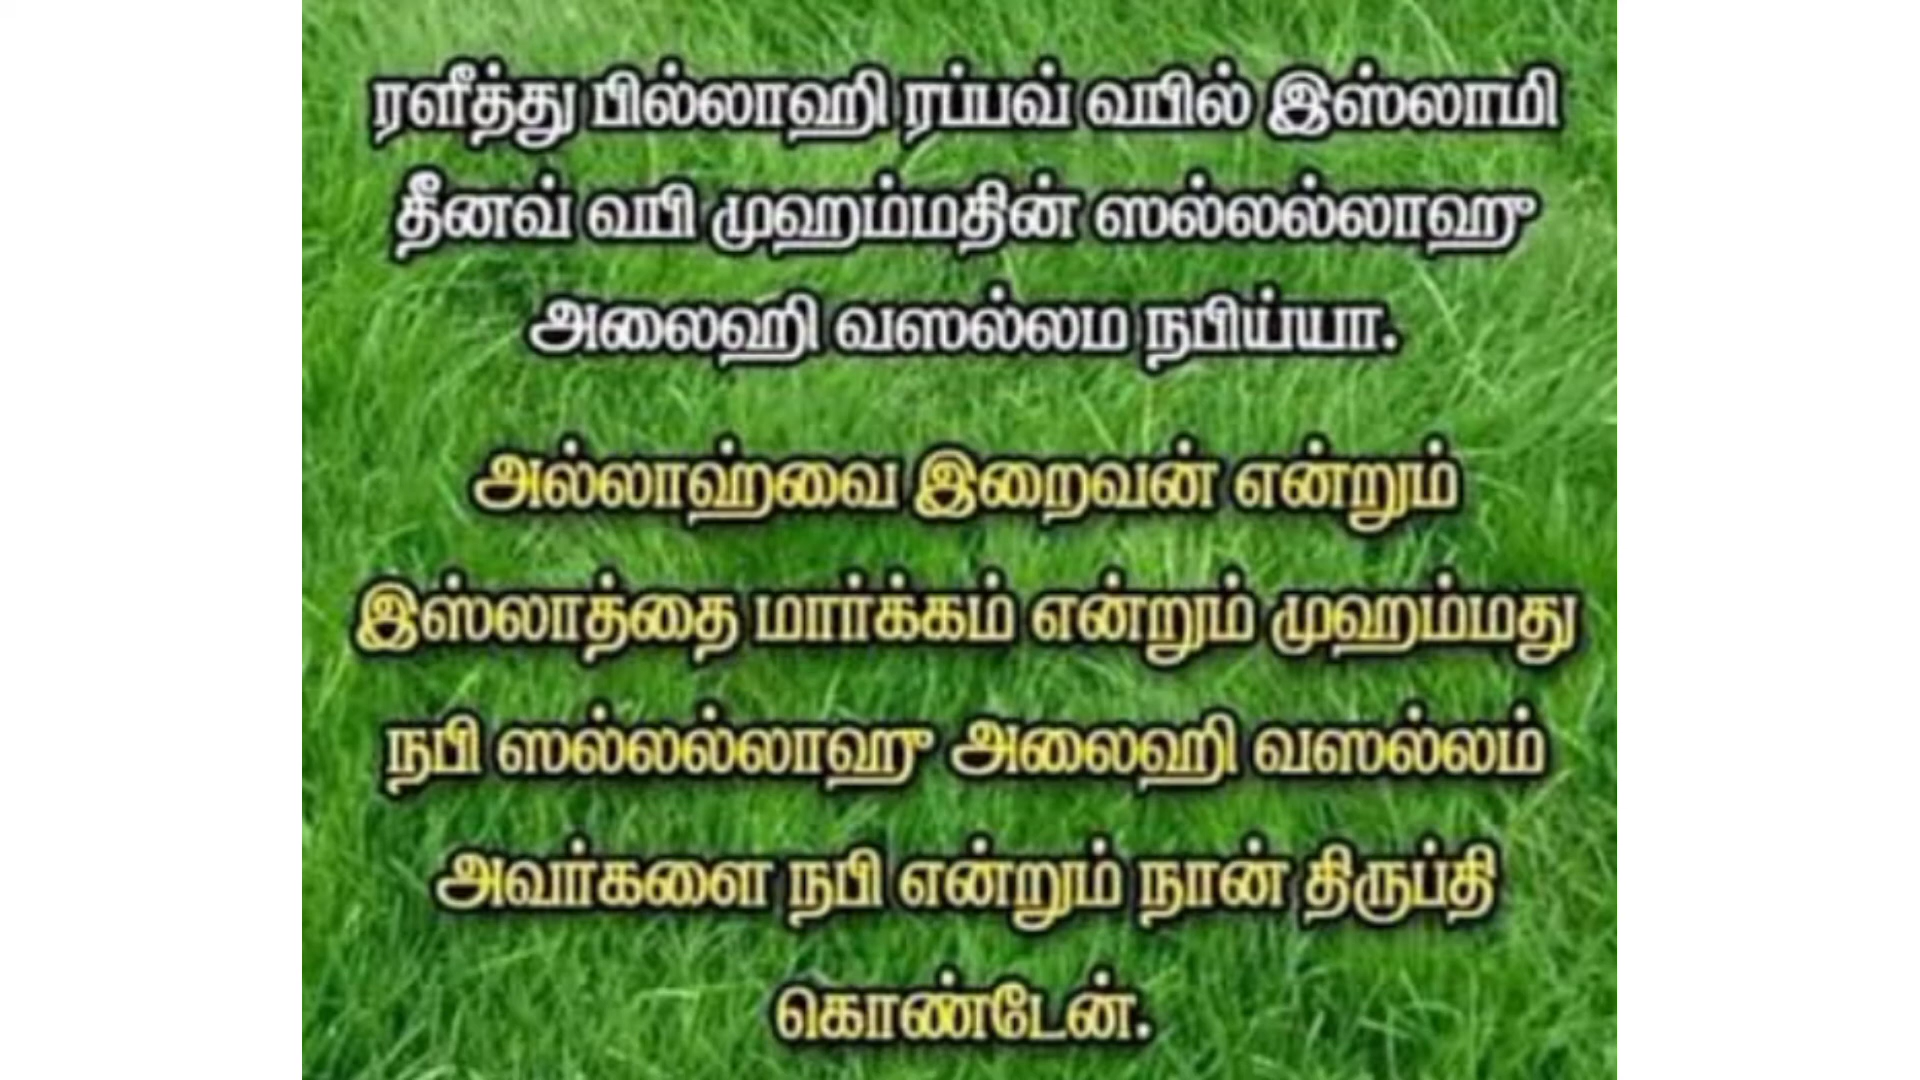 ரளீத்து பில்லாஹி ரப்பவ் வபில் இஸ்லாமி
தீனவ் வபி முஹம்மதின் ஸல்லல்லாஹு
அலைஹி வஸல்லம நபிய்யா.
அல்லாஹ்வை இறைவன் என்றும்
இஸ்லாத்தை மார்க்கம் என்றும் முஹம்மது
நபி ஸல்லல்லாஹு அலைஹி வஸல்லம்
அவர்களை நபி என்றும் நான் திருப்தி
கொண்டேன்.